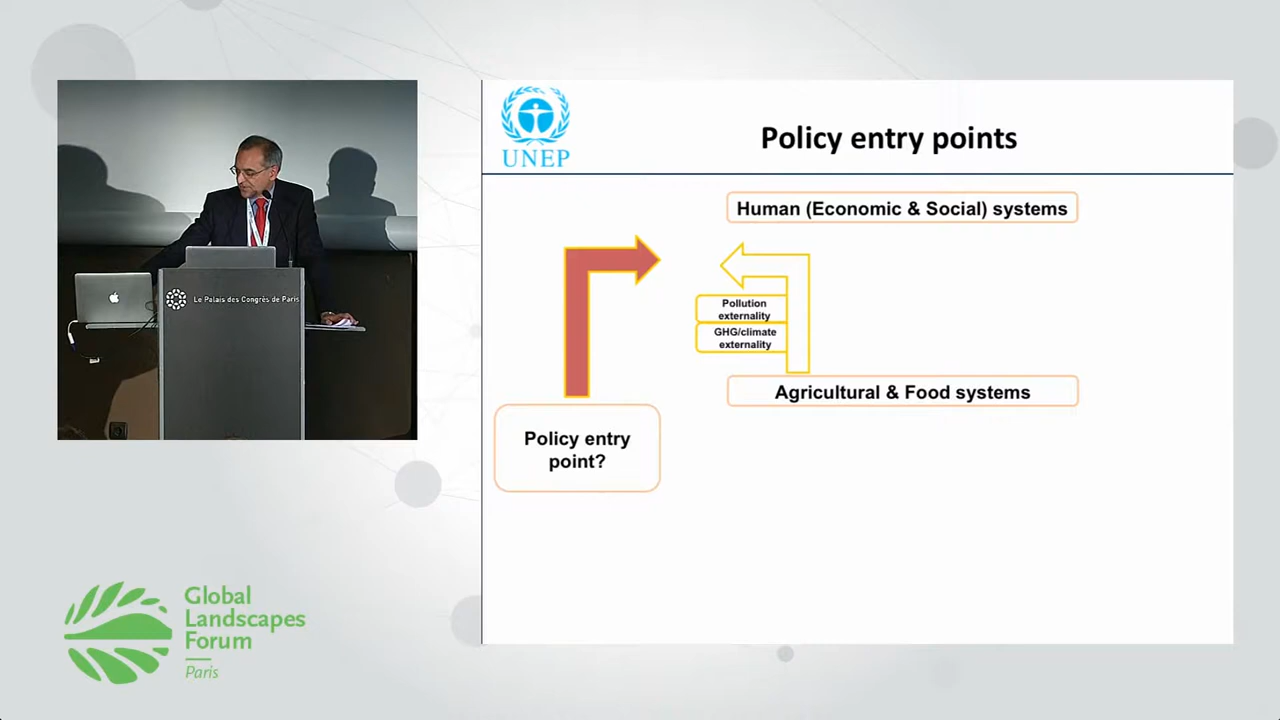 UNEP
Policy entry points
Human (Economic & Social) systems
Pollution
externality
GHG/climate
externality
Agricultural & Food systems
Policy entry
point?
Le Palais des Congrès de Paris
Global
Landscapes
Forum
Paris